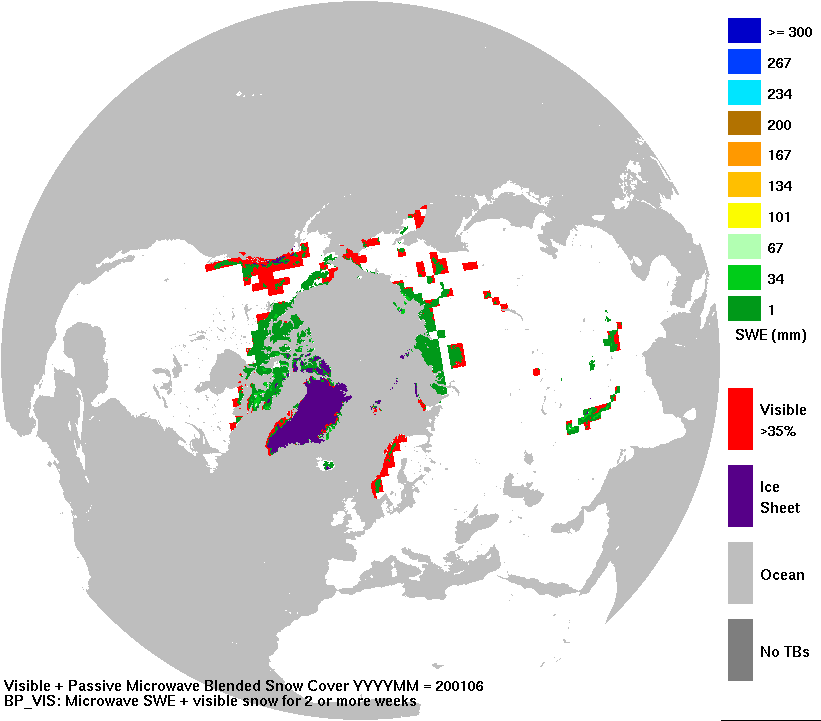 >= 300
267
234
200
167
134
101
67
34
1
SWE (mm)
Visible
>35%
Ice
Sheet
Ocean
No TBs
Visible + Passive Microwave Blended Snow Cover YYYYMM = 200106
BP_VIS: Microwave SWE + visible snow for 2 or more weeks